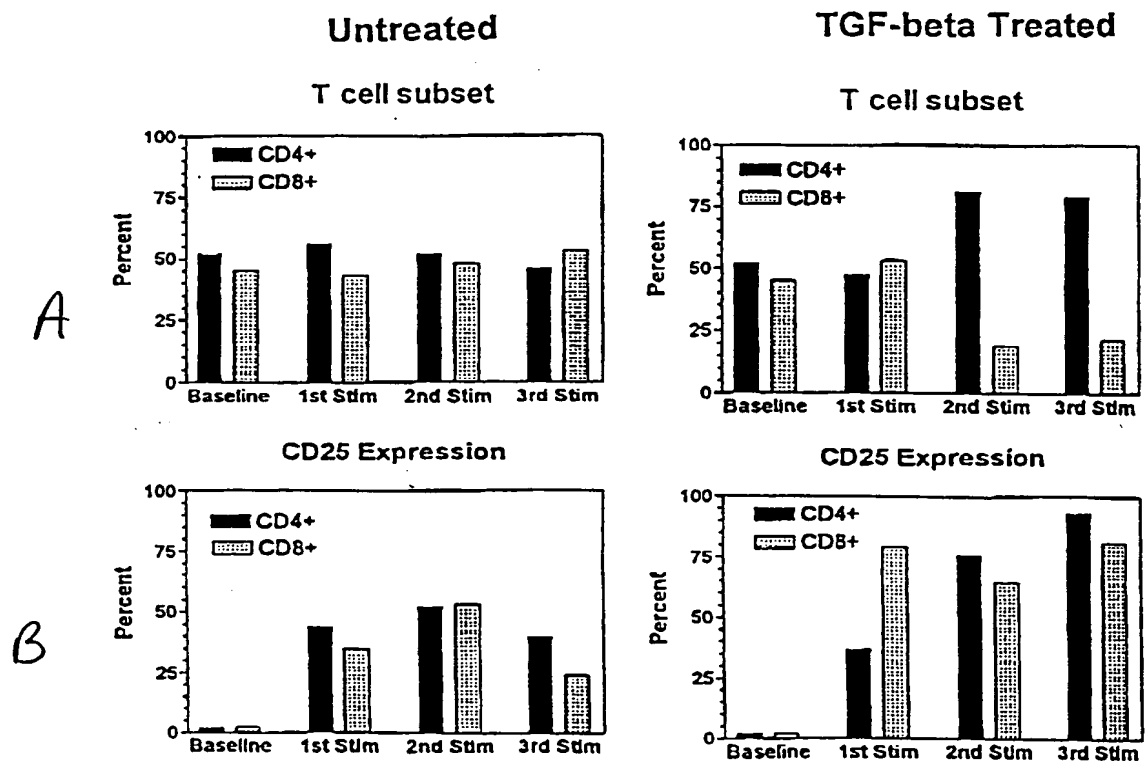 Untreated
TGF-beta Treated
T cell subset
T cell subset
A
100
75
50
25
0
Percent
CD4+
CD8+
Baseline 1st Stim 2nd Stim 3rd Stim
100
75
50
25
0
Percent
CD4+
CD8+
Baseline 1st Stim 2nd Stim 3rd Stim
CD25 Expression
CD25 Expression
B
100
75
50
25
0
Percent
CD4+
CD8+
Baseline 1st Stim 2nd Stim 3rd Stim
100
75
50
25
0
Percent
CD4+
CD8+
Baseline 1st Stim 2nd Stim 3rd Stim